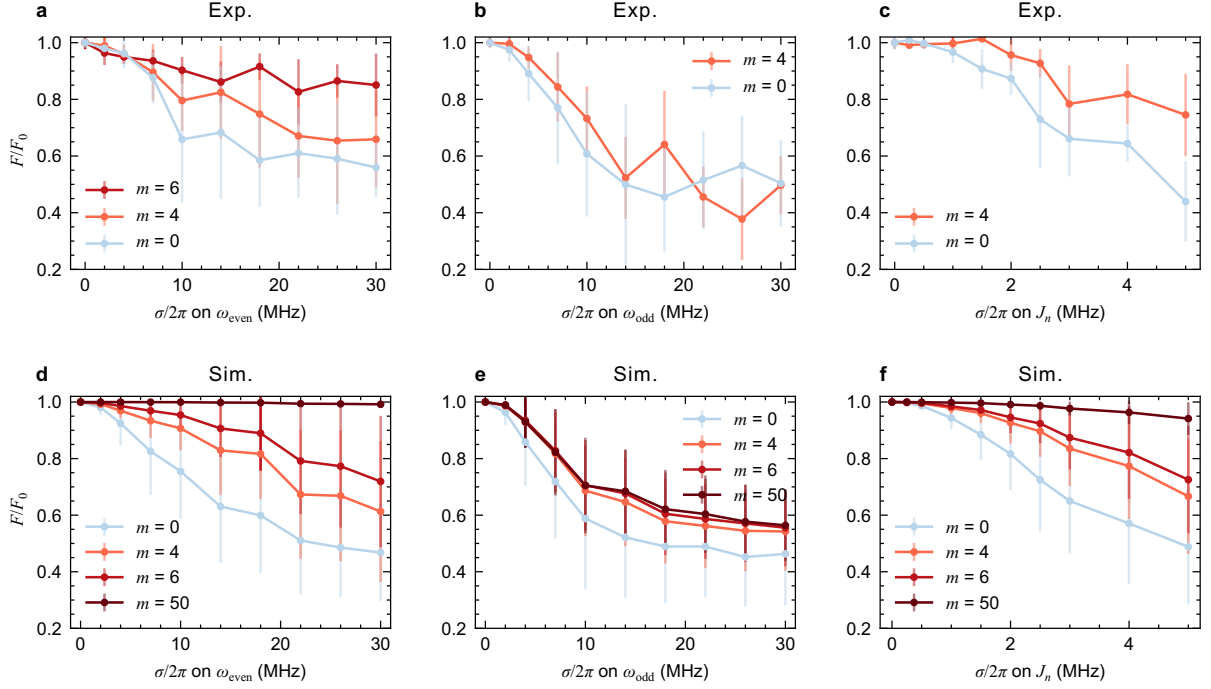 a Exp.
1.0
0.8
0.6
0.4
0.2
F/F₀
m = 6
m = 4
m = 0
0 10 20 30
σ/2π on ω_even (MHz)
b Exp.
1.0
0.8
0.6
0.4
0.2
m = 4
m = 0
0 10 20 30
σ/2π on ω_odd (MHz)
c Exp.
1.0
0.8
0.6
0.4
0.2
m = 4
m = 0
0 2 4
σ/2π on J_n (MHz)
d Sim.
1.0
0.8
0.6
0.4
0.2
F/F₀
m = 0
m = 4
m = 6
m = 50
0 10 20 30
σ/2π on ω_even (MHz)
e Sim.
1.0
0.8
0.6
0.4
0.2
m = 0
m = 4
m = 6
m = 50
0 10 20 30
σ/2π on ω_odd (MHz)
f Sim.
1.0
0.8
0.6
0.4
0.2
m = 0
m = 4
m = 6
m = 50
0 2 4
σ/2π on J_n (MHz)